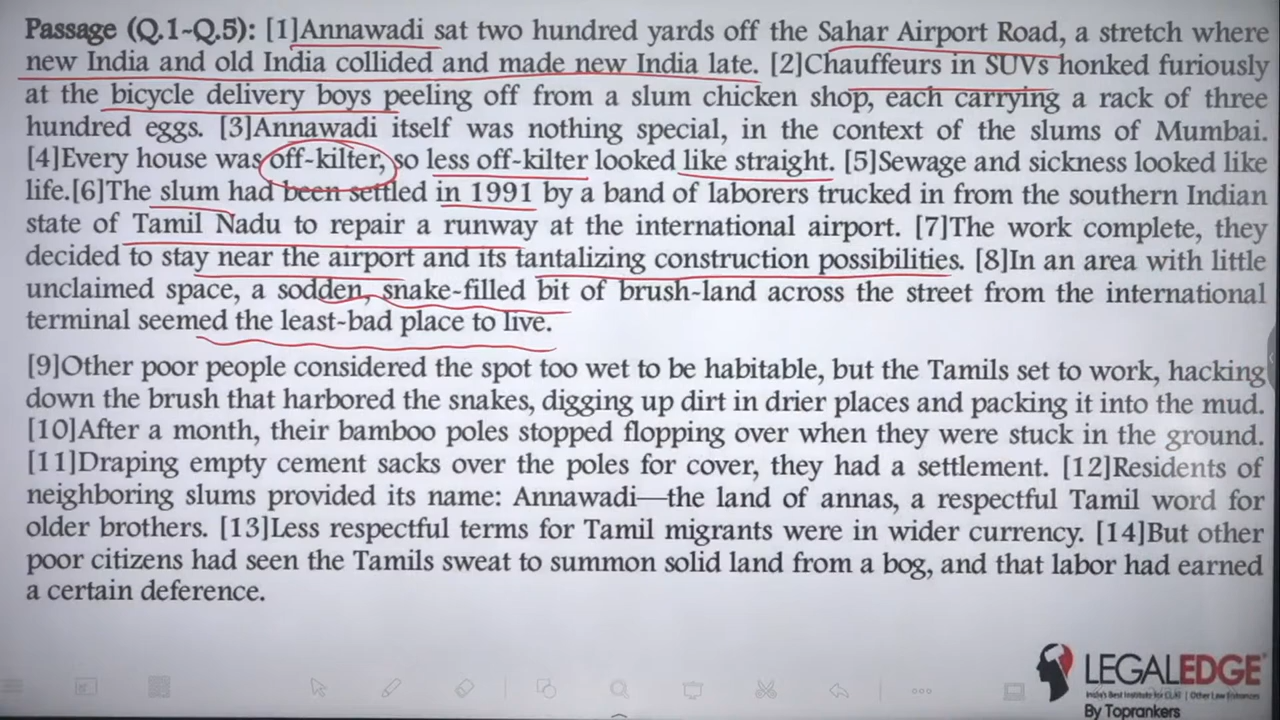 Passage (Q.1-Q.5): [1]Annawadi sat two hundred yards off the Sahar Airport Road, a stretch where
new India and old India collided and made new India late. [2]Chauffeurs in SUVs honked furiously
at the bicycle delivery boys peeling off from a slum chicken shop, each carrying a rack of three
hundred eggs. [3]Annawadi itself was nothing special, in the context of the slums of Mumbai.
[4]Every house was off-kilter, so less off-kilter looked like straight. [5]Sewage and sickness looked like
life.[6]The slum had been settled in 1991 by a band of laborers trucked in from the southern Indian
state of Tamil Nadu to repair a runway at the international airport. [7]The work complete, they
decided to stay near the airport and its tantalizing construction possibilities. [8]In an area with little
unclaimed space, a sodden, snake-filled bit of brush-land across the street from the international
terminal seemed the least-bad place to live.
[9]Other poor people considered the spot too wet to be habitable, but the Tamils set to work, hacking
down the brush that harbored the snakes, digging up dirt in drier places and packing it into the mud.
[10]After a month, their bamboo poles stopped flopping over when they were stuck in the ground.
[11]Draping empty cement sacks over the poles for cover, they had a settlement. [12]Residents of
neighboring slums provided its name: Annawadi—the land of annas, a respectful Tamil word for
older brothers. [13]Less respectful terms for Tamil migrants were in wider currency. [14]But other
poor citizens had seen the Tamils sweat to summon solid land from a bog, and that labor had earned
a certain deference.
LEGALEDGE
India's Best Institute for CLAT | Other Law Entrances
By Toprankers